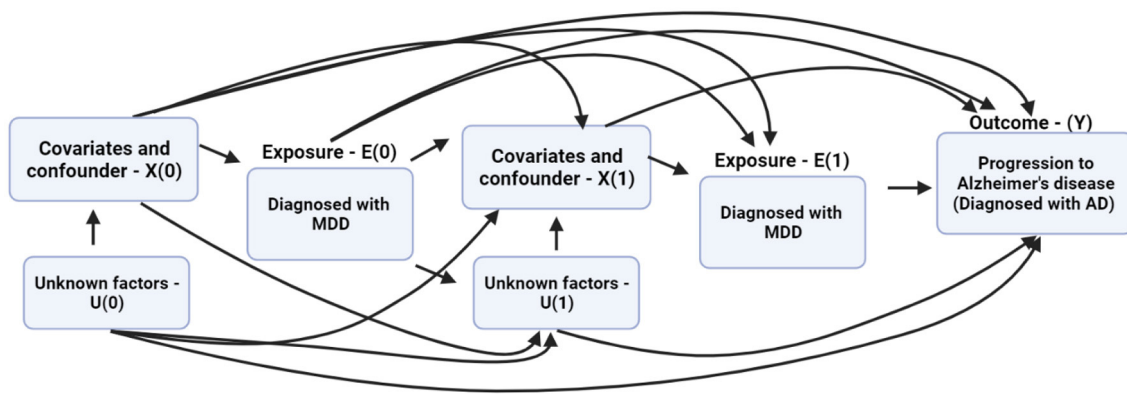 Covariates and
confounder - X(0)
Exposure - E(0)
Diagnosed with
MDD
Covariates and
confounder - X(1)
Exposure - E(1)
Diagnosed with
MDD
Outcome - (Y)
Progression to
Alzheimer's disease
(Diagnosed with AD)
Unknown factors -
U(0)
Unknown factors -
U(1)